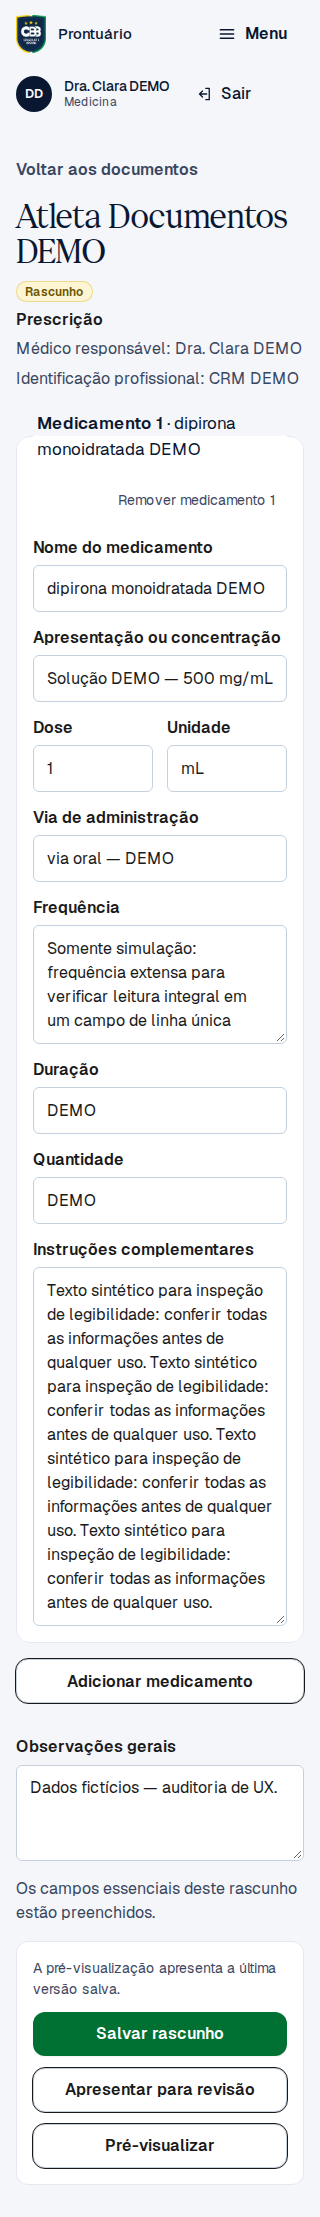 CBB
Prontuário
Menu
DD
Dra. Clara DEMO
Medicina
Sair
Voltar aos documentos
Atleta Documentos
DEMO
Rascunho
Prescrição
Médico responsável: Dra. Clara DEMO
Identificação profissional: CRM DEMO
Medicamento 1 · dipirona
monoidratada DEMO
Remover medicamento 1
Nome do medicamento
dipirona monoidratada DEMO
Apresentação ou concentração
Solução DEMO — 500 mg/mL
Dose
Unidade
1
mL
Via de administração
via oral — DEMO
Frequência
Somente simulação:
frequência extensa para
verificar leitura integral em
um campo de linha única
Duração
DEMO
Quantidade
DEMO
Instruções complementares
Texto sintético para inspeção
de legibilidade: conferir todas
as informações antes de
qualquer uso. Texto sintético
para inspeção de legibilidade:
conferir todas as informações
antes de qualquer uso. Texto
sintético para inspeção de
legibilidade: conferir todas as
informações antes de qualquer
uso. Texto sintético para
inspeção de legibilidade:
conferir todas as informações
antes de qualquer uso.
Adicionar medicamento
Observações gerais
Dados fictícios — auditoria de UX.
Os campos essenciais deste rascunho
estão preenchidos.
A pré-visualização apresenta a última
versão salva.
Salvar rascunho
Apresentar para revisão
Pré-visualizar